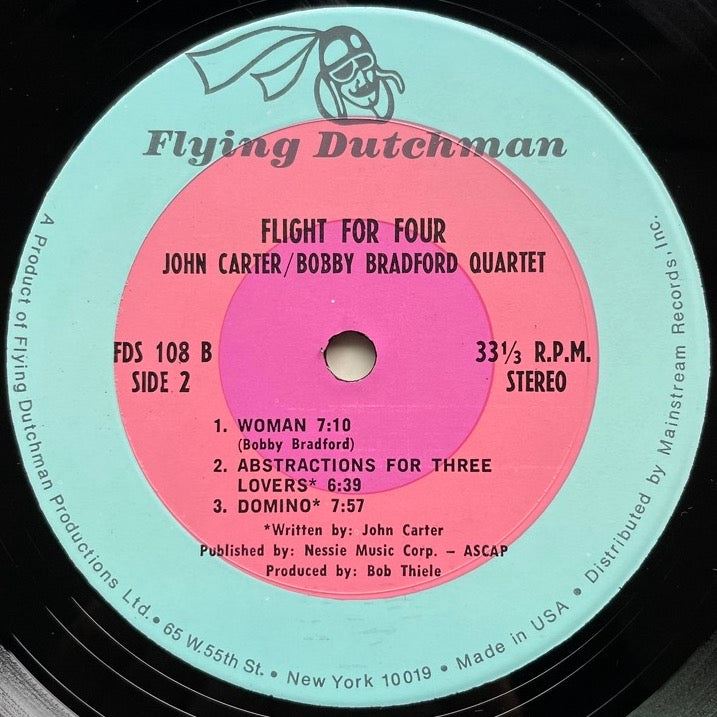 Flying Dutchman
FLIGHT FOR FOUR
JOHN CARTER/BOBBY BRADFORD QUARTET
FDS 108 B
SIDE 2
33⅓ R.P.M.
STEREO
1. WOMAN 7:10
(Bobby Bradford)
2. ABSTRACTIONS FOR THREE
LOVERS* 6:39
3. DOMINO* 7:57
*Written by: John Carter
Published by: Nessie Music Corp. – ASCAP
Produced by: Bob Thiele
A Product of Flying Dutchman Productions Ltd. • 65 W. 55th St. • New York 10019 • Made in USA • Distributed by Mainstream Records, Inc.